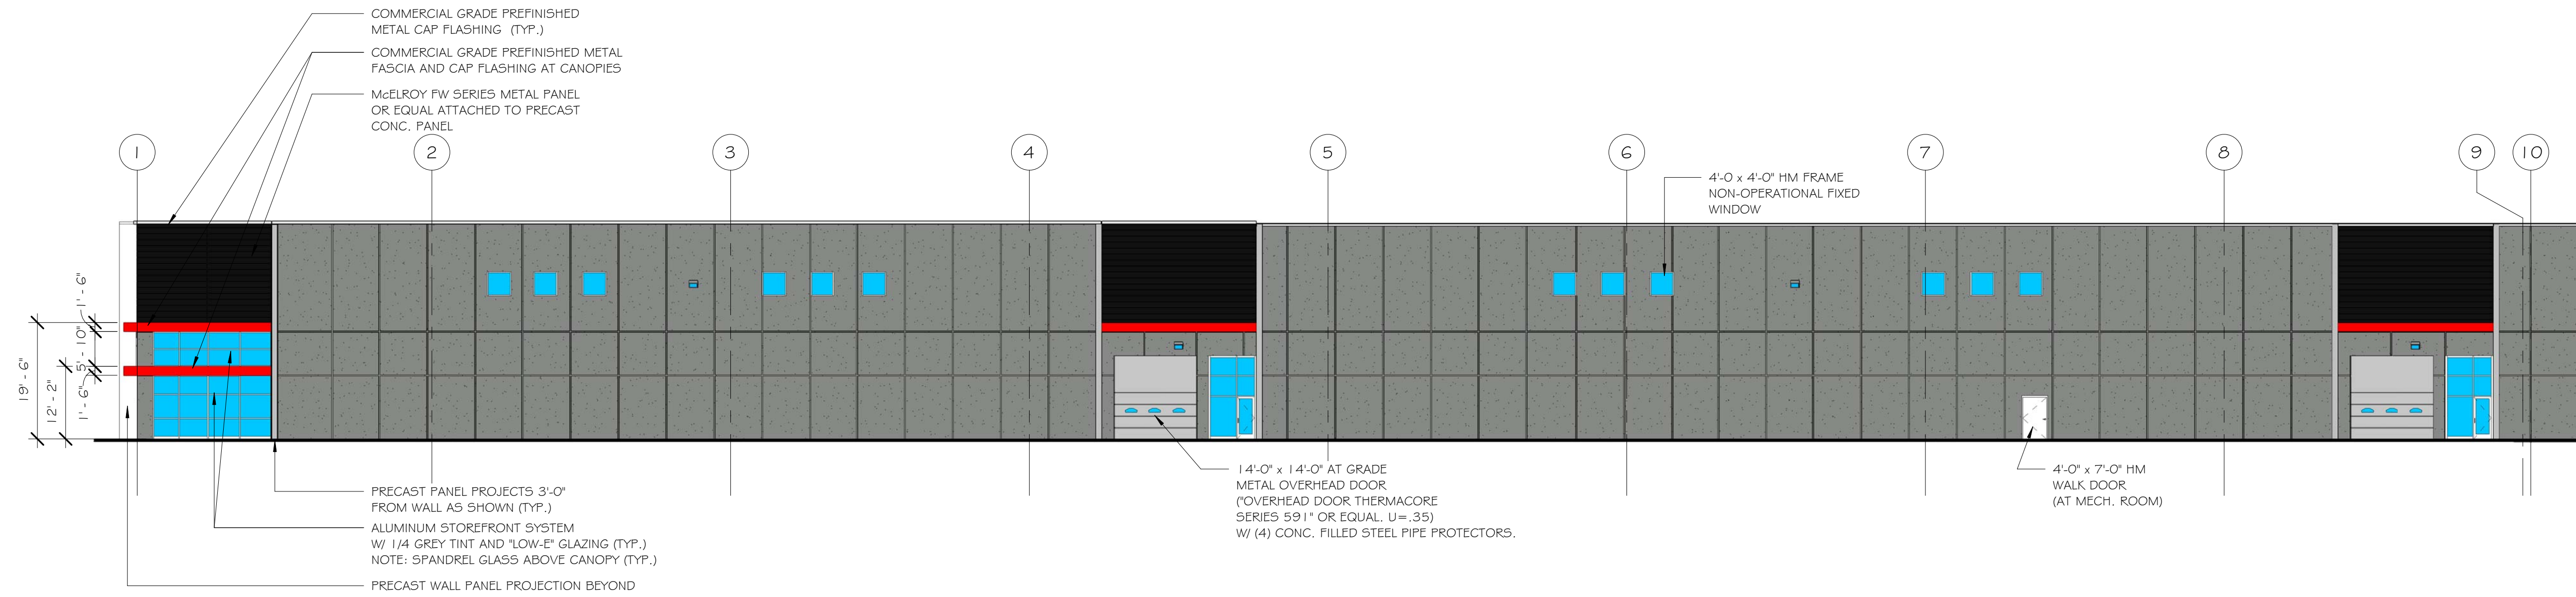 COMMERCIAL GRADE PREFINISHED
METAL CAP FLASHING (TYP.)
COMMERCIAL GRADE PREFINISHED METAL
FASCIA AND CAP FLASHING AT CANOPIES
McELROY FW SERIES METAL PANEL
OR EQUAL ATTACHED TO PRECAST
CONC. PANEL
1
2
3
4
5
6
7
8
9
10
4'-0 x 4'-0" HM FRAME
NON-OPERATIONAL FIXED
WINDOW
19' - 6"
12' - 2"
1' - 6"
5' - 10"
1' - 6"
PRECAST PANEL PROJECTS 3'-0"
FROM WALL AS SHOWN (TYP.)
ALUMINUM STOREFRONT SYSTEM
W/ 1/4 GREY TINT AND "LOW-E" GLAZING (TYP.)
NOTE: SPANDREL GLASS ABOVE CANOPY (TYP.)
PRECAST WALL PANEL PROJECTION BEYOND
14'-0" x 14'-0" AT GRADE
METAL OVERHEAD DOOR
("OVERHEAD DOOR THERMACORE
SERIES 591" OR EQUAL. U=.35)
W/ (4) CONC. FILLED STEEL PIPE PROTECTORS.
4'-0" x 7'-0" HM
WALK DOOR
(AT MECH. ROOM)